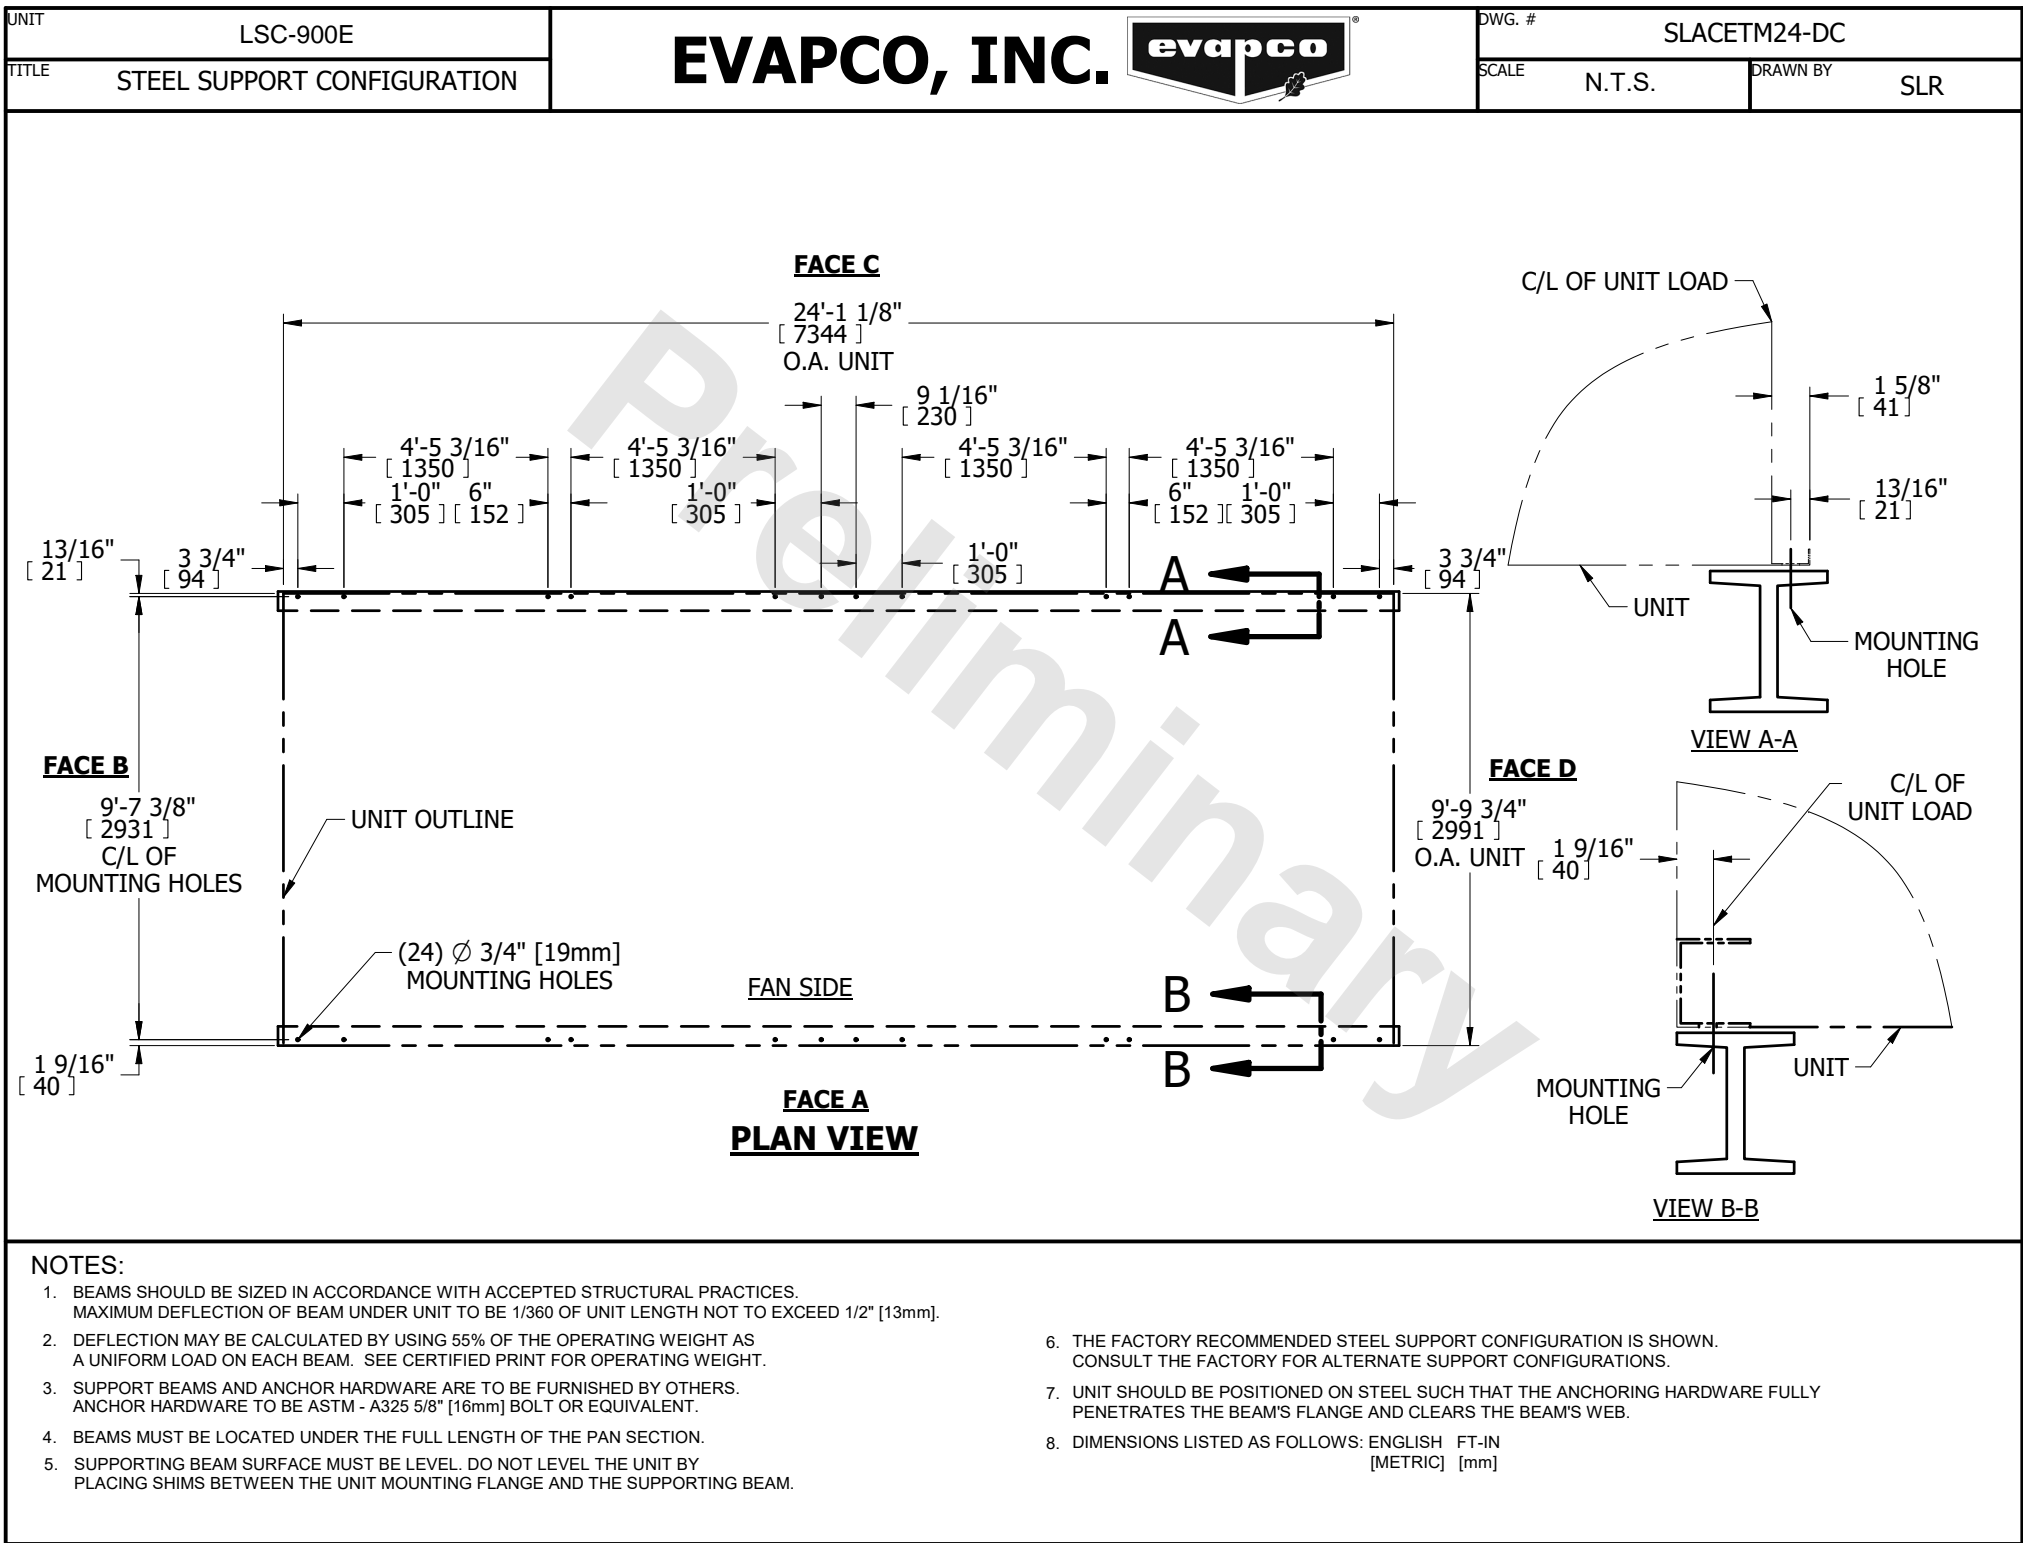 UNIT
LSC-900E
TITLE
STEEL SUPPORT CONFIGURATION
EVAPCO, INC.
evapco
®
DWG. #
SLACETM24-DC
SCALE
N.T.S.
DRAWN BY
SLR
FACE C
24'-1 1/8"
[ 7344 ]
O.A. UNIT
9 1/16"
[ 230 ]
4'-5 3/16"
[ 1350 ]
4'-5 3/16"
[ 1350 ]
4'-5 3/16"
[ 1350 ]
4'-5 3/16"
[ 1350 ]
1'-0"
[ 305 ]
6"
[ 152 ]
1'-0"
[ 305 ]
6"
[ 152 ]
1'-0"
[ 305 ]
13/16"
[ 21 ]
3 3/4"
[ 94 ]
1'-0"
[ 305 ]
3 3/4"
[ 94 ]
A
A
FACE B
9'-7 3/8"
[ 2931 ]
C/L OF
MOUNTING HOLES
UNIT OUTLINE
FACE D
9'-9 3/4"
[ 2991 ]
O.A. UNIT
(24) Ø 3/4" [19mm]
MOUNTING HOLES
FAN SIDE
B
B
1 9/16"
[ 40 ]
FACE A
PLAN VIEW
Preliminary
C/L OF UNIT LOAD
1 5/8"
[ 41 ]
13/16"
[ 21 ]
UNIT
MOUNTING
HOLE
VIEW A-A
C/L OF
UNIT LOAD
1 9/16"
[ 40 ]
UNIT
MOUNTING
HOLE
VIEW B-B
NOTES:
1. BEAMS SHOULD BE SIZED IN ACCORDANCE WITH ACCEPTED STRUCTURAL PRACTICES.
MAXIMUM DEFLECTION OF BEAM UNDER UNIT TO BE 1/360 OF UNIT LENGTH NOT TO EXCEED 1/2" [13mm].
2. DEFLECTION MAY BE CALCULATED BY USING 55% OF THE OPERATING WEIGHT AS
A UNIFORM LOAD ON EACH BEAM. SEE CERTIFIED PRINT FOR OPERATING WEIGHT.
3. SUPPORT BEAMS AND ANCHOR HARDWARE ARE TO BE FURNISHED BY OTHERS.
ANCHOR HARDWARE TO BE ASTM - A325 5/8" [16mm] BOLT OR EQUIVALENT.
4. BEAMS MUST BE LOCATED UNDER THE FULL LENGTH OF THE PAN SECTION.
5. SUPPORTING BEAM SURFACE MUST BE LEVEL. DO NOT LEVEL THE UNIT BY
PLACING SHIMS BETWEEN THE UNIT MOUNTING FLANGE AND THE SUPPORTING BEAM.
6. THE FACTORY RECOMMENDED STEEL SUPPORT CONFIGURATION IS SHOWN.
CONSULT THE FACTORY FOR ALTERNATE SUPPORT CONFIGURATIONS.
7. UNIT SHOULD BE POSITIONED ON STEEL SUCH THAT THE ANCHORING HARDWARE FULLY
PENETRATES THE BEAM'S FLANGE AND CLEARS THE BEAM'S WEB.
8. DIMENSIONS LISTED AS FOLLOWS: ENGLISH FT-IN
[METRIC] [mm]